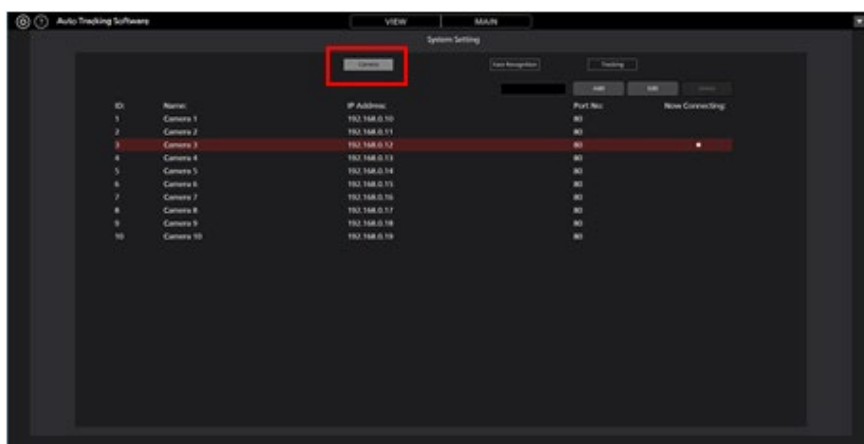 ? Auto Tracking Software VIEW MAIN
System Setting
Camera Face Recognition Tracking
Add Edit Delete
ID: Name: IP Address: Port No: Now Connecting:
1 Camera 1 192.168.0.10 80
2 Camera 2 192.168.0.11 80
3 Camera 3 192.168.0.12 80
4 Camera 4 192.168.0.13 80
5 Camera 5 192.168.0.14 80
6 Camera 6 192.168.0.15 80
7 Camera 7 192.168.0.16 80
8 Camera 8 192.168.0.17 80
9 Camera 9 192.168.0.18 80
10 Camera 10 192.168.0.19 80